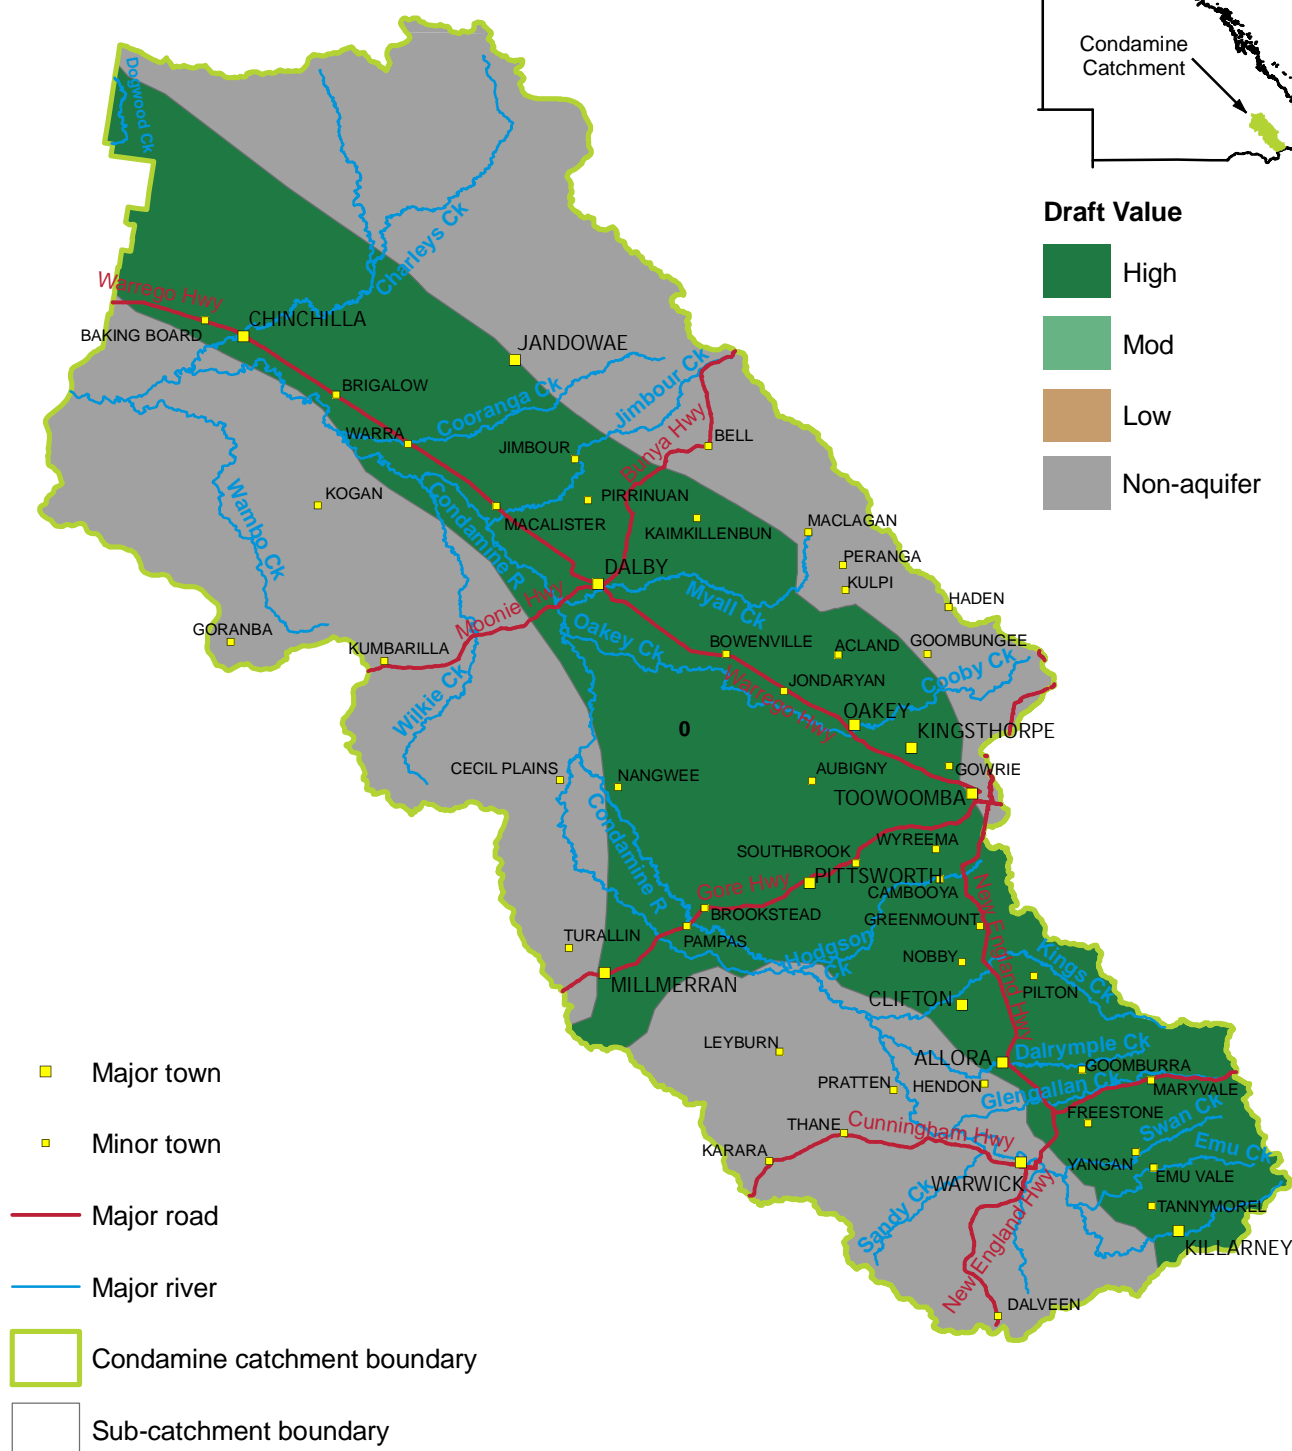 Condamine
Catchment
Dogwood Ck
Draft Value
High
Mod
Low
Non-aquifer
Charleys Ck
Warrego Hwy
CHINCHILLA
BAKING BOARD
JANDOWAE
Jimbour Ck
BRIGALOW
Cooranga Ck
Bunya Hwy
WARRA
BELL
JIMBOUR
KOGAN
Wambo Ck
Condamine R
PIRRINUAN
MACALISTER
KAIMKILLENBUN
MACLAGAN
PERANGA
DALBY
KULPI
Myall Ck
Moonie Hwy
HADEN
GORANBA
Oakey Ck
KUMBARILLA
BOWENVILLE
ACLAND
GOOMBUNGEE
Cooby Ck
JONDARYAN
Wilkie Ck
Warrego Hwy
OAKEY
0
KINGSTHORPE
CECIL PLAINS
NANGWEE
AUBIGNY
GOWRIE
TOOWOOMBA
Condamine R
WYREEMA
SOUTHBROOK
PITTSWORTH
Gore Hwy
CAMBOOYA
New England Hwy
BROOKSTEAD
GREENMOUNT
TURALLIN
PAMPAS
Hodgson
Ck
NOBBY
Kings Ck
MILLMERRAN
PILTON
CLIFTON
LEYBURN
Dalrymple Ck
ALLORA
GOOMBURRA
PRATTEN
HENDON
Glengallan Ck
MARYVALE
FREESTONE
THANE
Cunningham Hwy
Swan Ck
KARARA
Emu Ck
YANGAN
EMU VALE
WARWICK
Sandy Ck
TANNYMOREL
New England Hwy
KILLARNEY
DALVEEN
Major town
Minor town
Major road
Major river
Condamine catchment boundary
Sub-catchment boundary